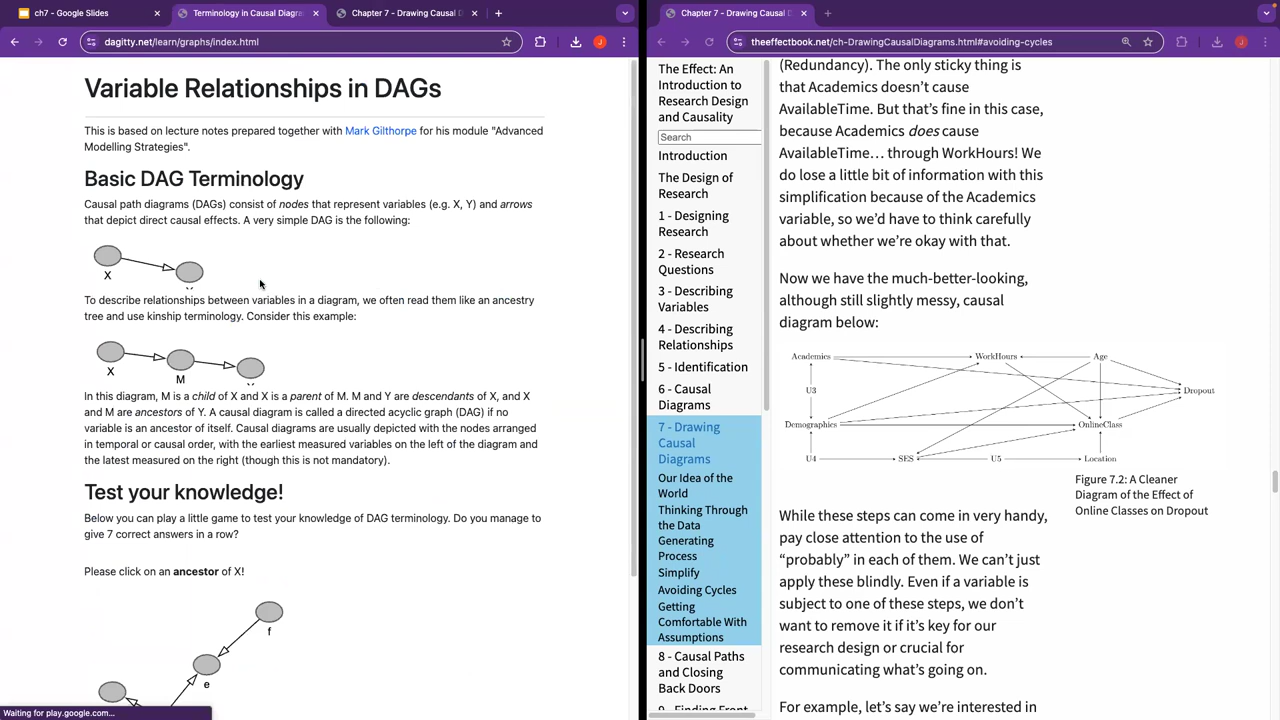 ch7 - Google Slides
Terminology in Causal Diagra
Chapter 7 - Drawing Causal D
dagitty.net/learn/graphs/index.html
Variable Relationships in DAGs
This is based on lecture notes prepared together with Mark Gilthorpe for his module "Advanced
Modelling Strategies".
Basic DAG Terminology
Causal path diagrams (DAGs) consist of nodes that represent variables (e.g. X, Y) and arrows
that depict direct causal effects. A very simple DAG is the following:
X
To describe relationships between variables in a diagram, we often read them like an ancestry
tree and use kinship terminology. Consider this example:
X
M
In this diagram, M is a child of X and X is a parent of M. M and Y are descendants of X, and X
and M are ancestors of Y. A causal diagram is called a directed acyclic graph (DAG) if no
variable is an ancestor of itself. Causal diagrams are usually depicted with the nodes arranged
in temporal or causal order, with the earliest measured variables on the left of the diagram and
the latest measured on the right (though this is not mandatory).
Test your knowledge!
Below you can play a little game to test your knowledge of DAG terminology. Do you manage to
give 7 correct answers in a row?
Please click on an ancestor of X!
f
e
Waiting for play.google.com...
Chapter 7 - Drawing Causal D
J
theeffectbook.net/ch-DrawingCausalDiagrams.html#avoiding-cycles
J
The Effect: An
Introduction to
Research Design
and Causality
Search
Introduction
The Design of
Research
1 - Designing
Research
2 - Research
Questions
3 - Describing
Variables
4 - Describing
Relationships
5 - Identification
6 - Causal
Diagrams
7 - Drawing
Causal
Diagrams
Our Idea of the
World
Thinking Through
the Data
Generating
Process
Simplify
Avoiding Cycles
Getting
Comfortable With
Assumptions
8 - Causal Paths
and Closing
Back Doors
9 - Finding Front
(Redundancy). The only sticky thing is
that Academics doesn't cause
AvailableTime. But that's fine in this case,
because Academics does cause
AvailableTime… through WorkHours! We
do lose a little bit of information with this
simplification because of the Academics
variable, so we'd have to think carefully
about whether we're okay with that.
Now we have the much-better-looking,
although still slightly messy, causal
diagram below:
Academics WorkHours Age
U3 Dropout
Demographics OnlineClass
U4 SES U5 Location
Figure 7.2: A Cleaner
Diagram of the Effect of
Online Classes on Dropout
While these steps can come in very handy,
pay close attention to the use of
“probably” in each of them. We can't just
apply these blindly. Even if a variable is
subject to one of these steps, we don't
want to remove it if it's key for our
research design or crucial for
communicating what's going on.
For example, let's say we're interested in